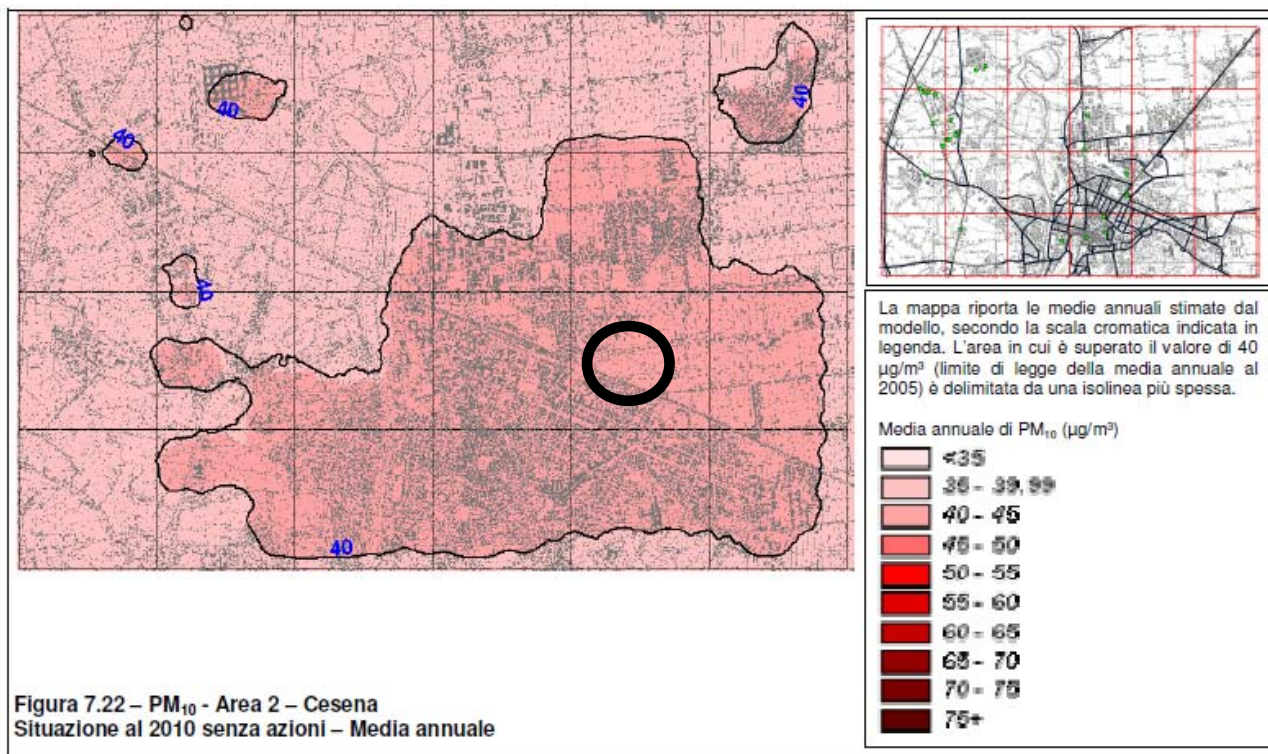 40
40
40
40
40
La mappa riporta le medie annuali stimate dal
modello, secondo la scala cromatica indicata in
legenda. L'area in cui è superato il valore di 40
µg/m³ (limite di legge della media annuale al
2005) è delimitata da una isolinea più spessa.
Media annuale di PM₁₀ (µg/m³)
<35
35 - 39,99
40 - 45
45 - 50
50 - 55
55 - 60
60 - 65
65 - 70
70 - 75
75+
Figura 7.22 – PM₁₀ - Area 2 – Cesena
Situazione al 2010 senza azioni – Media annuale